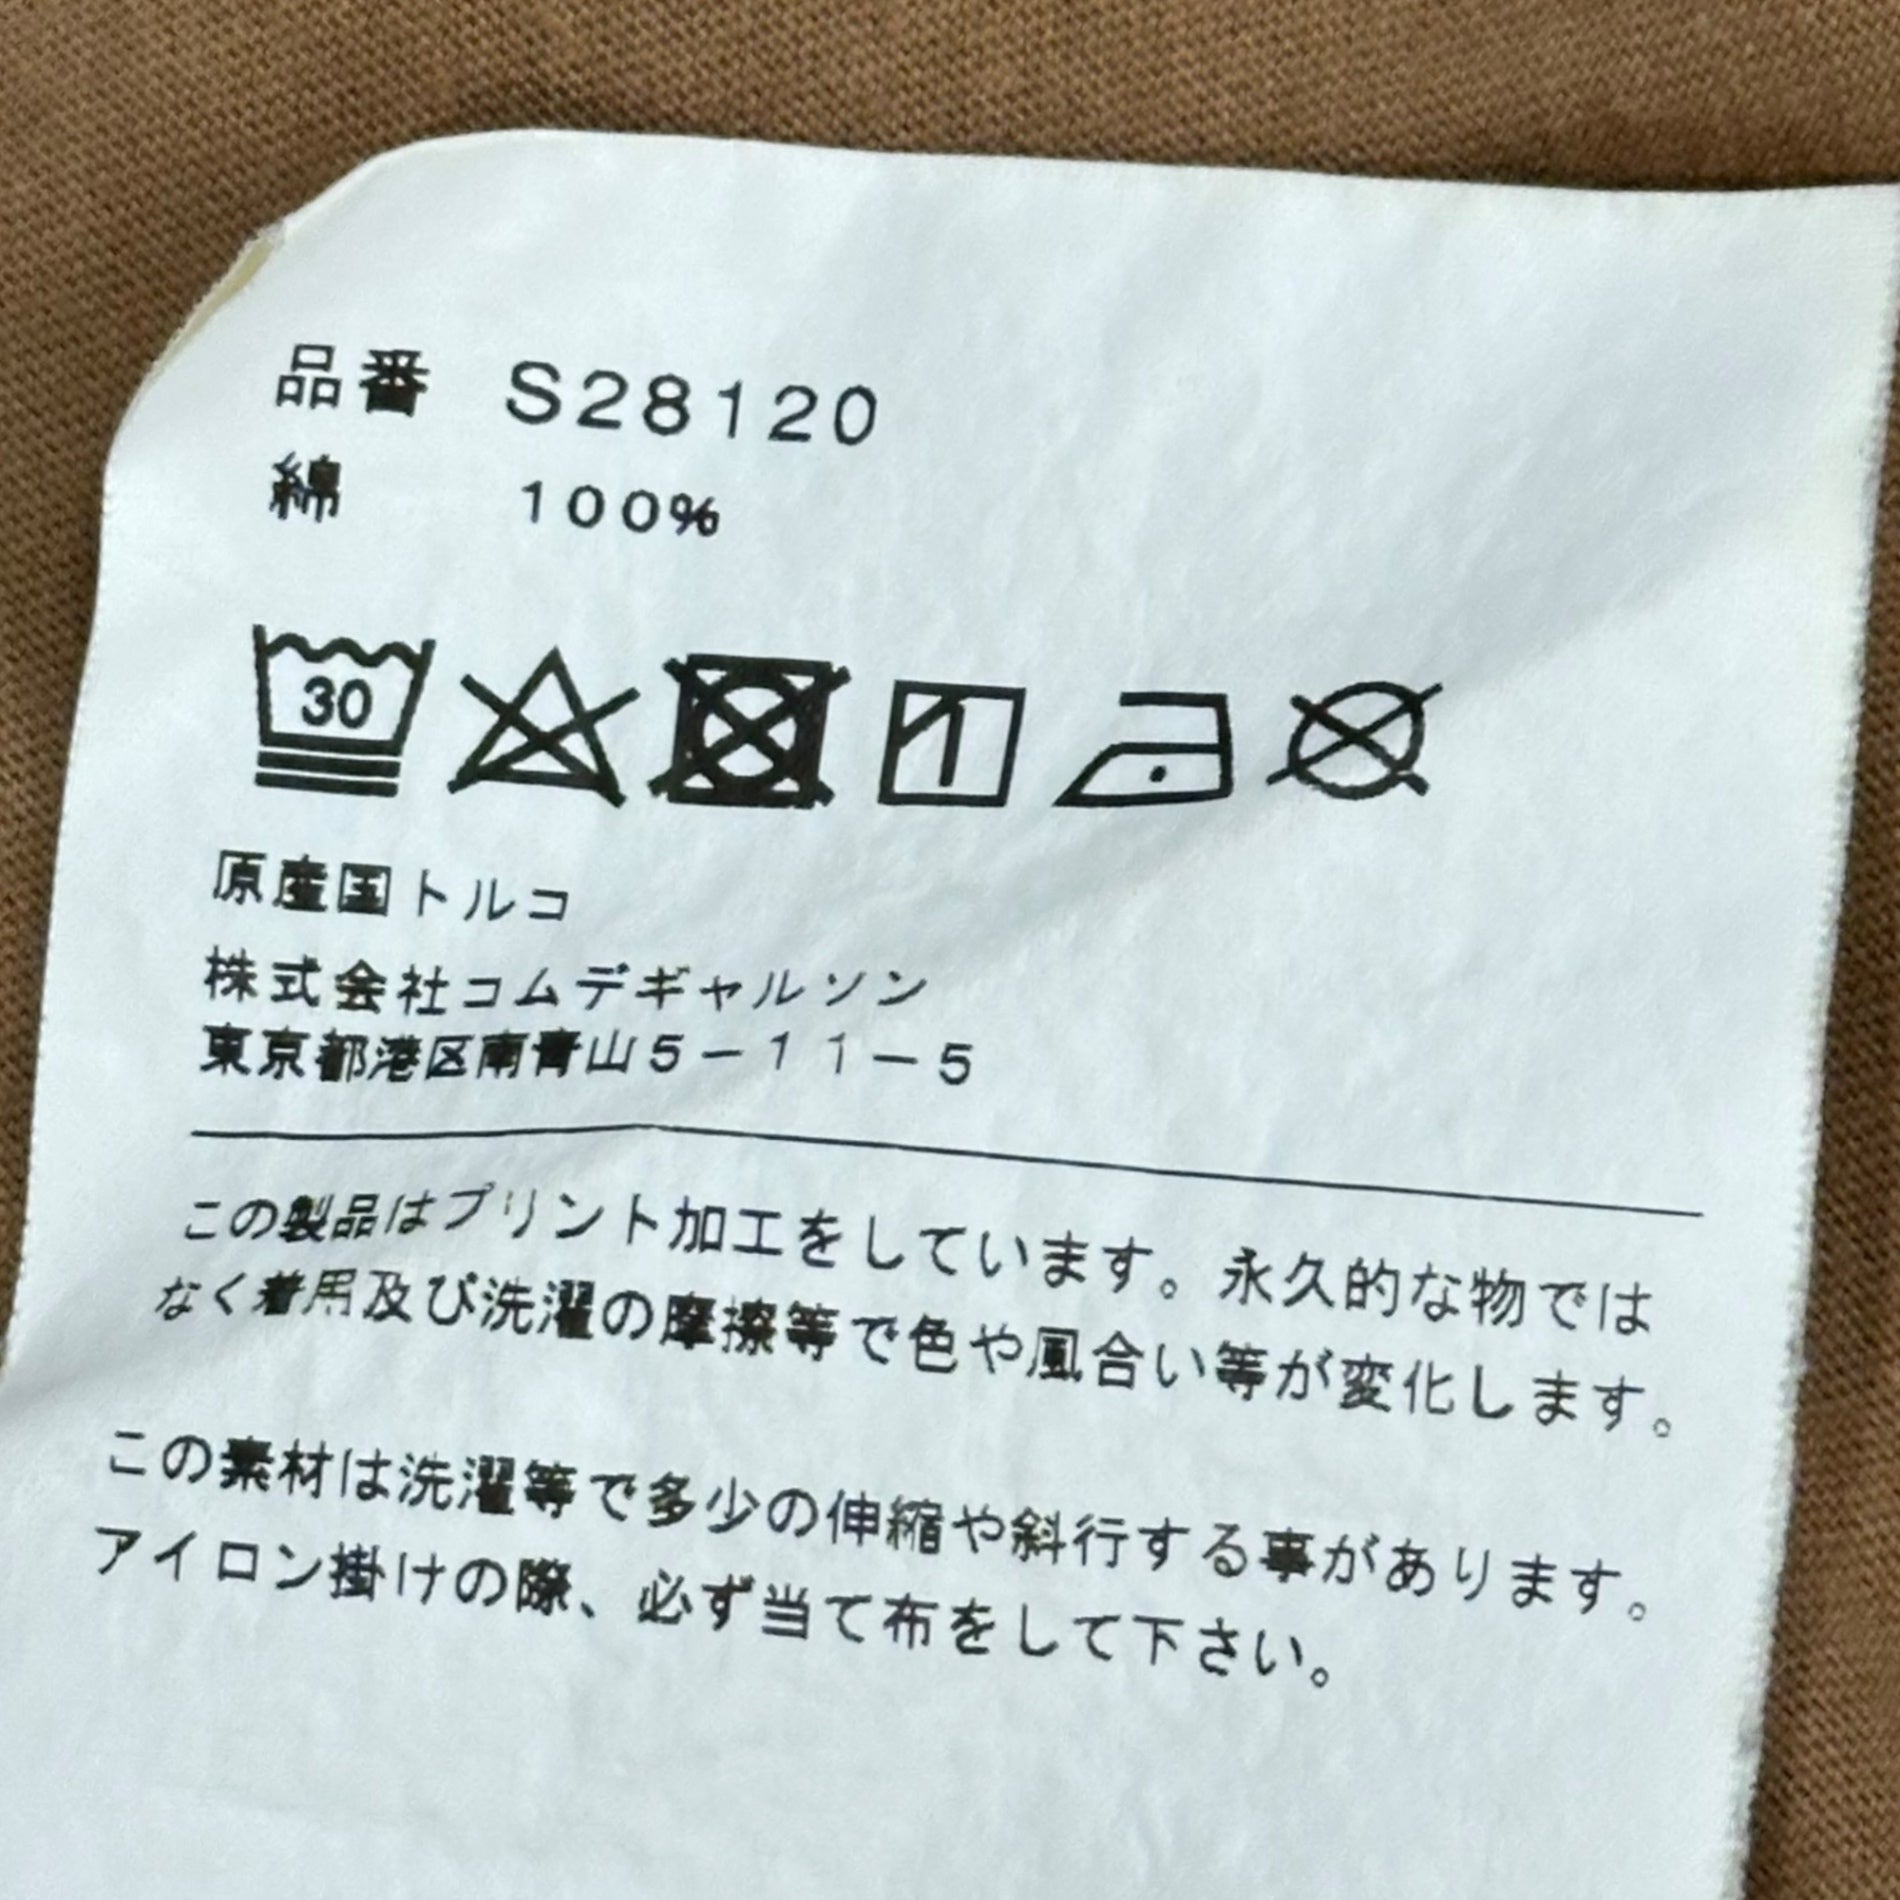 品番 S28120
綿 100%
30
原産国トルコ
株式会社コムデギャルソン
東京都港区南青山5-11-5
この製品はプリント加工をしています。永久的な物では
なく着用及び洗濯の摩擦等で色や風合い等が変化します。
この素材は洗濯等で多少の伸縮や斜行する事があります。
アイロン掛けの際、必ず当て布をして下さい。